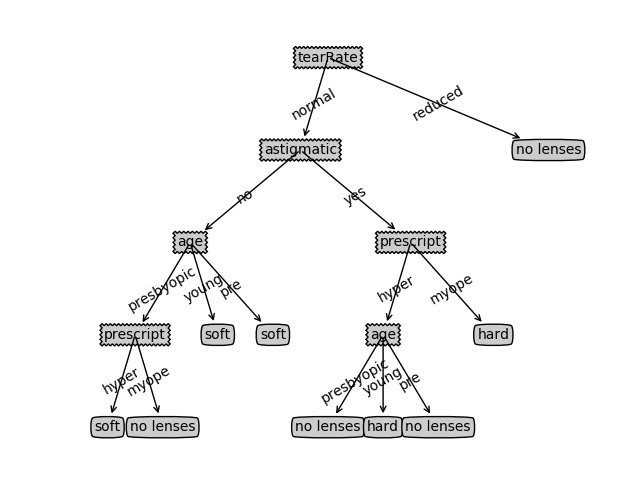 tearRate
normal
reduced
astigmatic
no lenses
no
yes
age
prescript
presbyopic
young
pre
hyper
myope
prescript
soft
soft
age
hard
hyper
myope
presbyopic
young
pre
soft
no lenses
no lenses
hard
no lenses